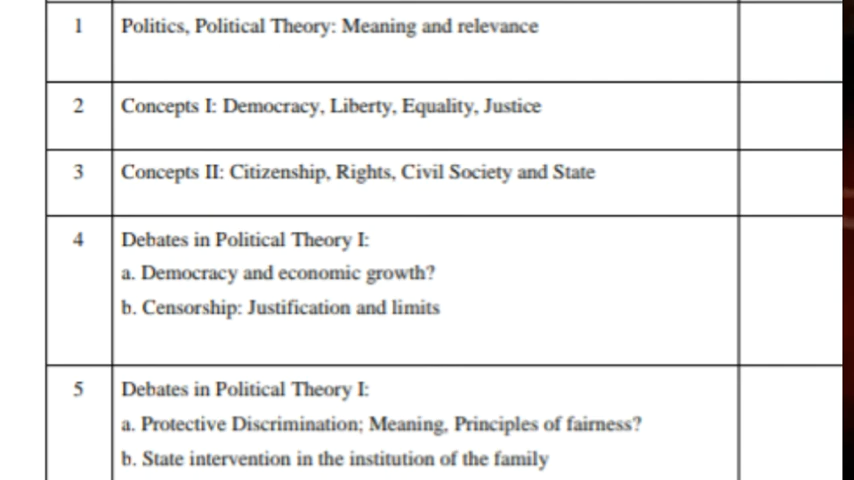 1 Politics, Political Theory: Meaning and relevance
2 Concepts I: Democracy, Liberty, Equality, Justice
3 Concepts II: Citizenship, Rights, Civil Society and State
4 Debates in Political Theory I:
a. Democracy and economic growth?
b. Censorship: Justification and limits
5 Debates in Political Theory I:
a. Protective Discrimination; Meaning, Principles of fairness?
b. State intervention in the institution of the family